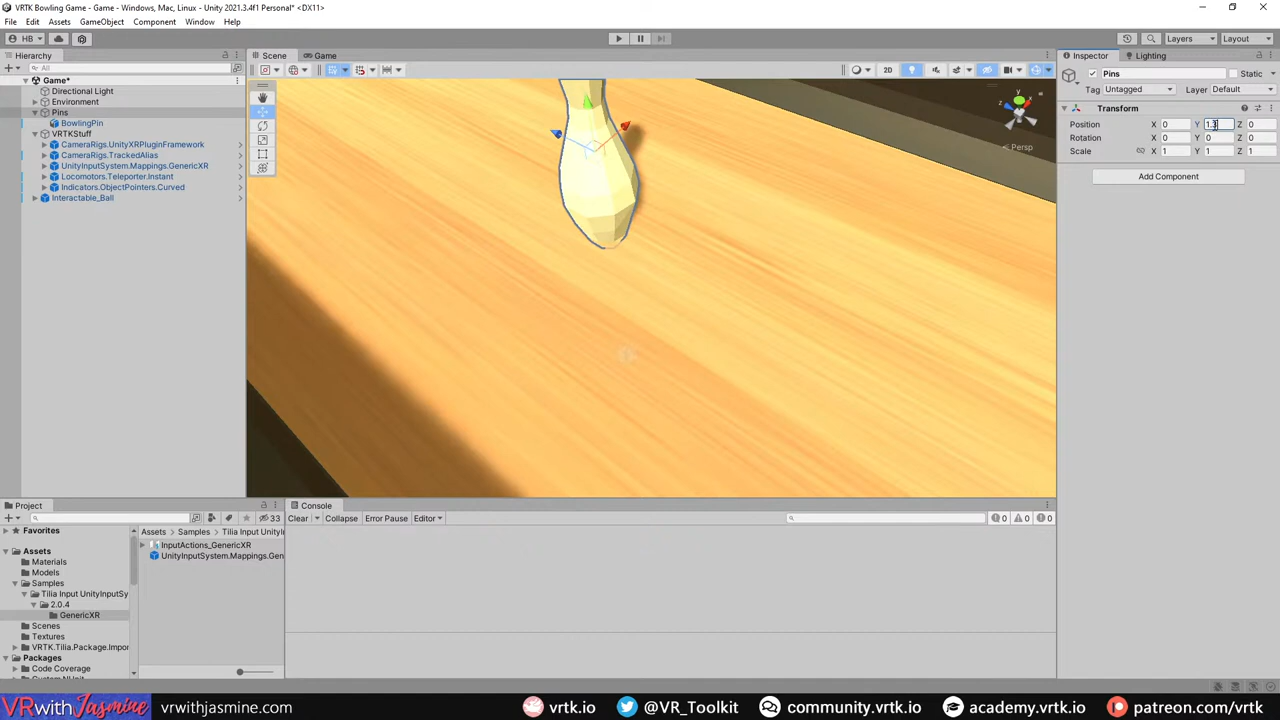 VRTK Bowling Game - Windows, Mac, Linux - Unity 2021.3.4f1 Personal* <DX11>
File Edit Assets GameObject Component Window Help
HB Layers Layout
Hierarchy Scene Game Inspector Lighting
All 2D
Game* Pins Static
Directional Light Tag Untagged Layer Default
Environment
Pins Transform
BowlingPin Position X 0 Y Z 0
VRTKStuff Rotation X 0 Y 0 Z 0
CameraRigs.UnityXRPluginFramework Persp Scale X 1 Y 1 Z 1
CameraRigs.TrackedAlias
UnityInputSystem.Mappings.GenericXR
Locomotors.Teleporter.Instant Add Component
Indicators.ObjectPointers.Curved
Interactable_Ball
Project Console
33 Clear Collapse Error Pause Editor 0 0 0
Favorites Assets Samples Tilia Input UnityIn
InputActions_GenericXR
Assets UnityInputSystem.Mappings.Gen
Materials
Models
Samples
Tilia Input UnityInputSy
2.0.4
GenericXR
Scenes
Textures
VRTK.Tilia.Package.Impor
Packages
Code Coverage
VRwithJasmine vrwithjasmine.com vrtk.io @VR_Toolkit community.vrtk.io academy.vrtk.io patreon.com/vrtk